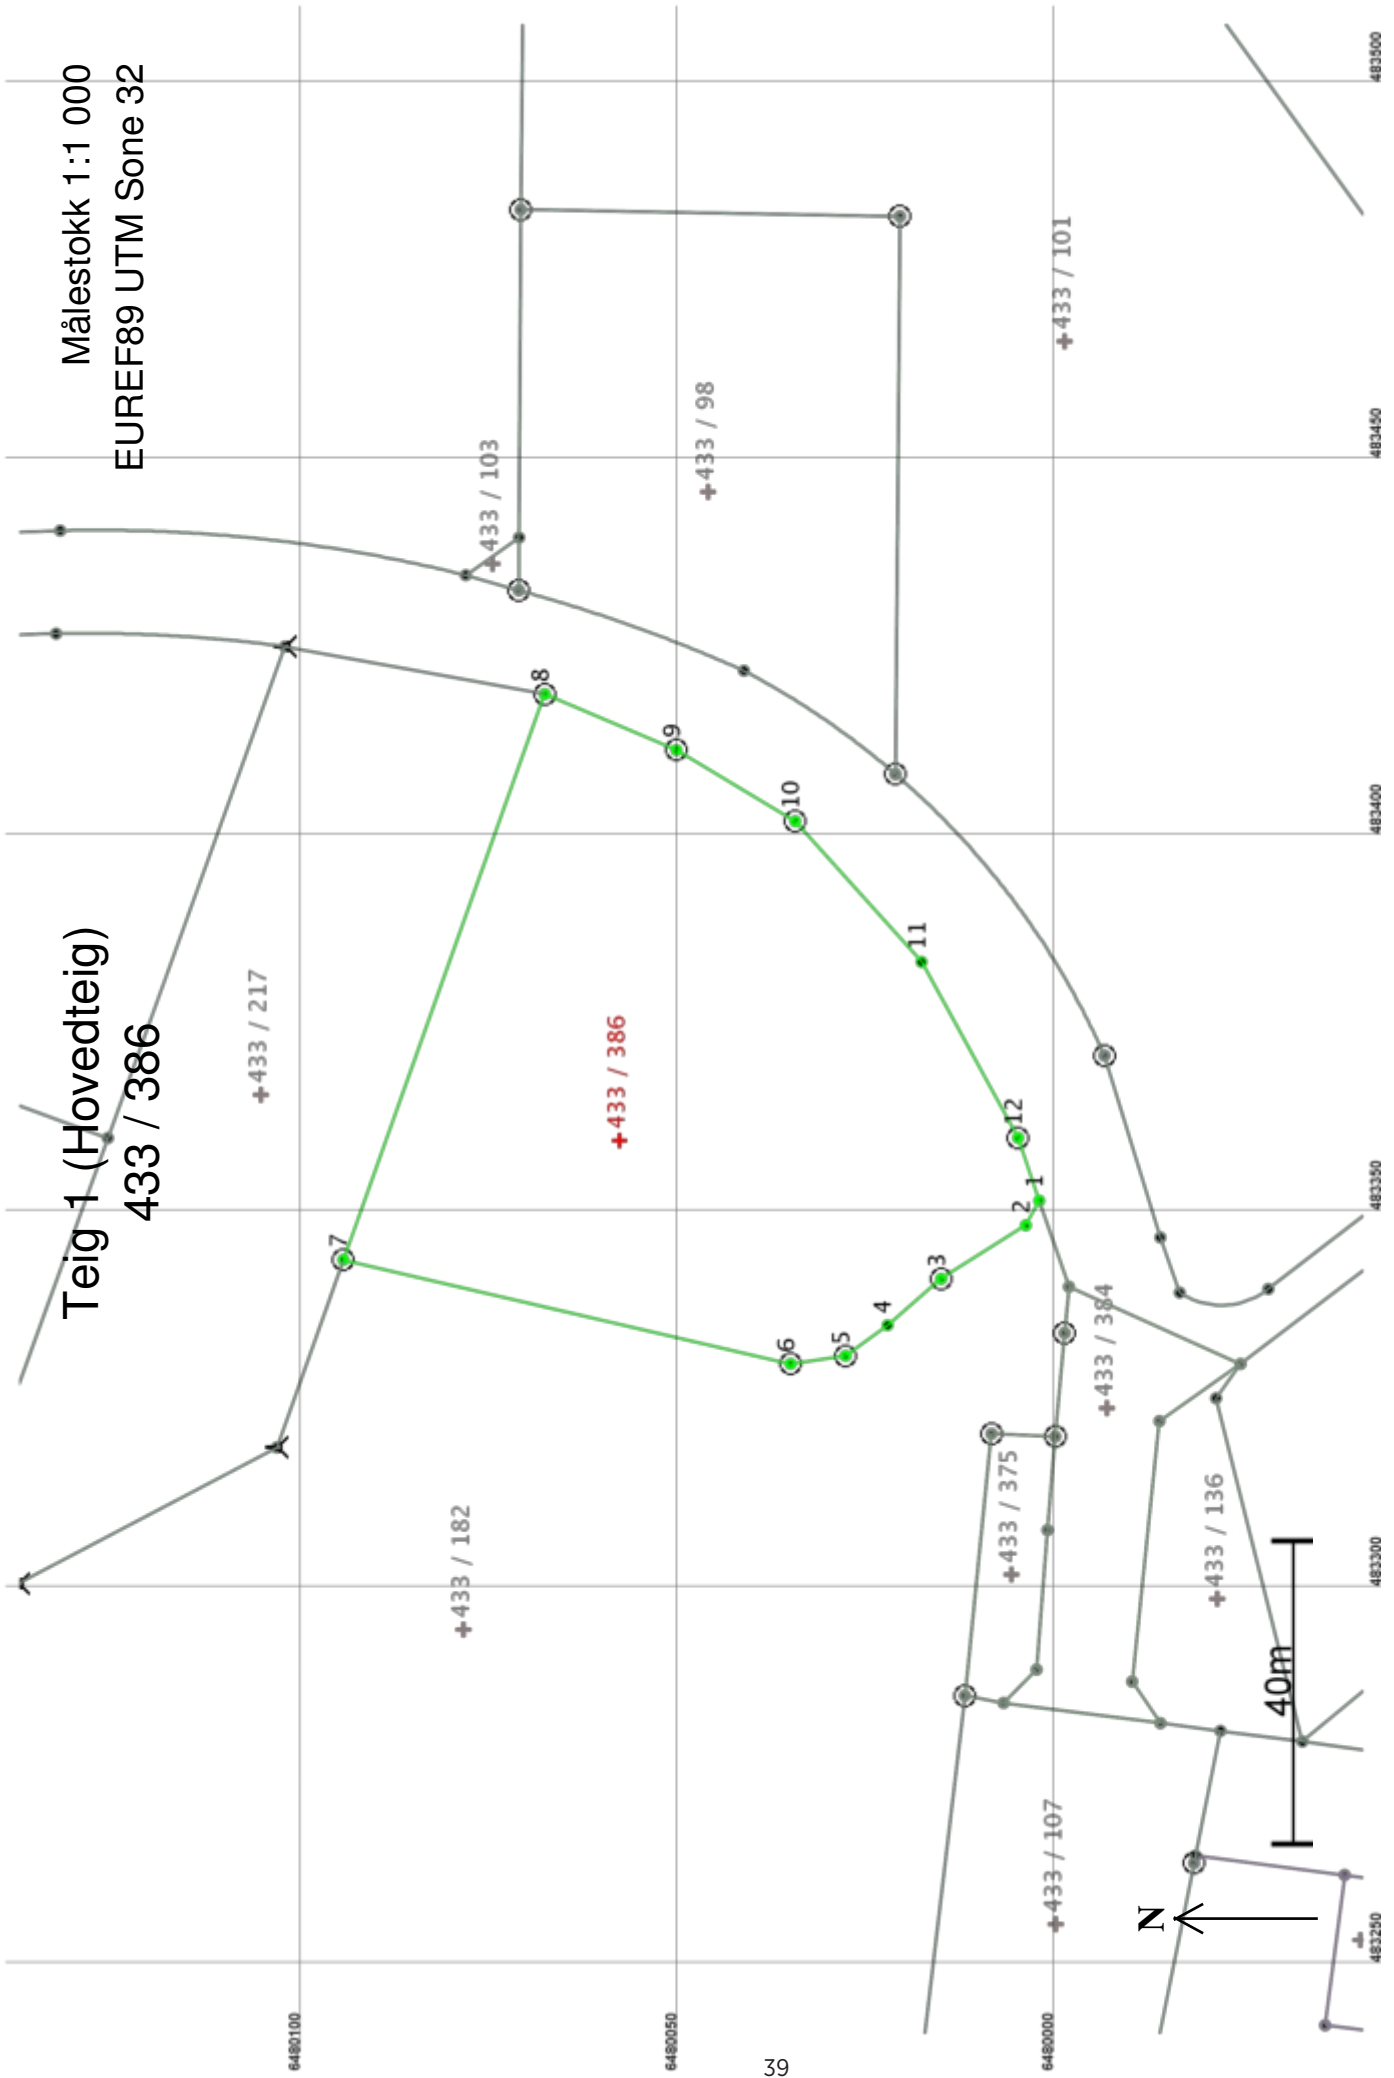 Teig 1 (Hovedteig)
433 / 386
Målestokk 1:1 000
EUREF89 UTM Sone 32
433 / 217
433 / 103
433 / 98
433 / 386
433 / 182
433 / 101
433 / 375
433 / 384
433 / 107
433 / 136
7
8
9
10
11
12
1
2
3
4
5
6
6480100
6480050
6480000
483250
483300
483350
483400
483450
483500
N
40m
39